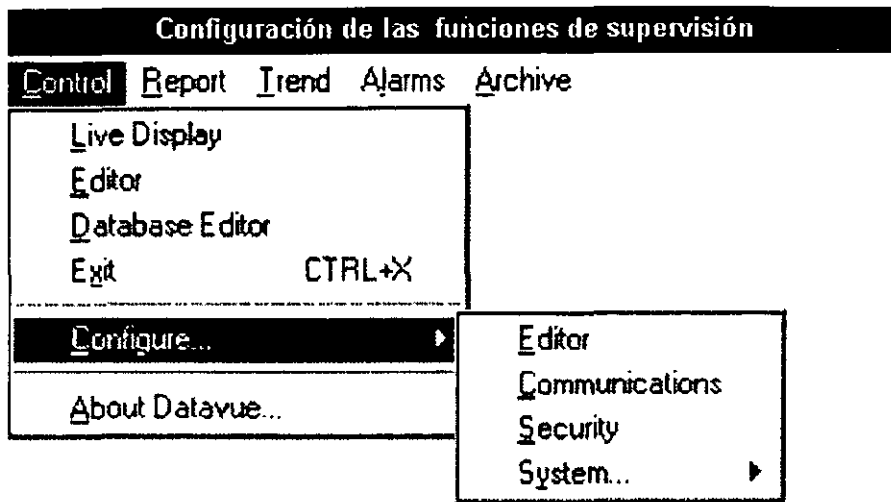 Configuración de las funciones de supervisión
Control Report Trend Alarms Archive
Live Display
Editor
Database Editor
Exit CTRL+X
Configure...
Editor
Communications
Security
System...
About Datavue...